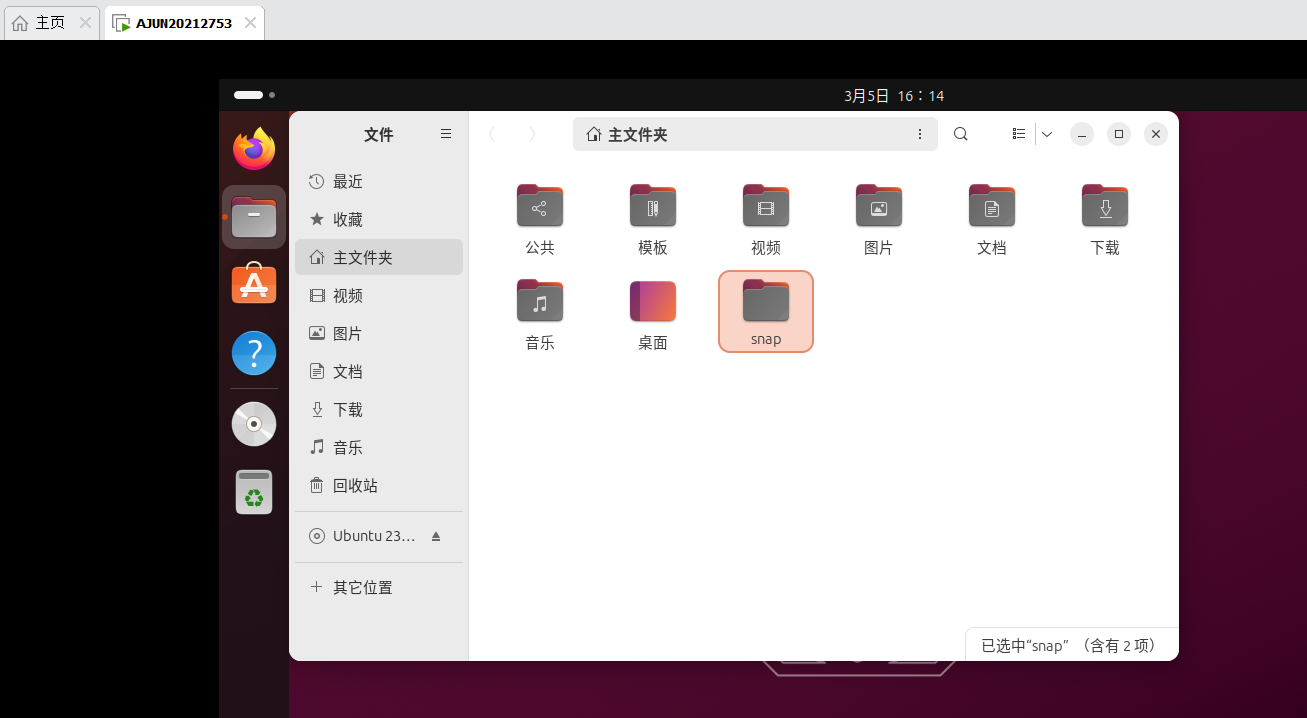 主页
AJUN20212753
3月5日 16：14
文件
主文件夹
最近
收藏
主文件夹
视频
图片
文档
下载
音乐
回收站
Ubuntu 23…
其它位置
公共
模板
视频
图片
文档
下载
音乐
桌面
snap
已选中“snap” （含有 2 项）